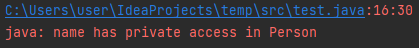 C:\Users\user\IdeaProjects\temp\src\test.java:16:30
java: name has private access in Person